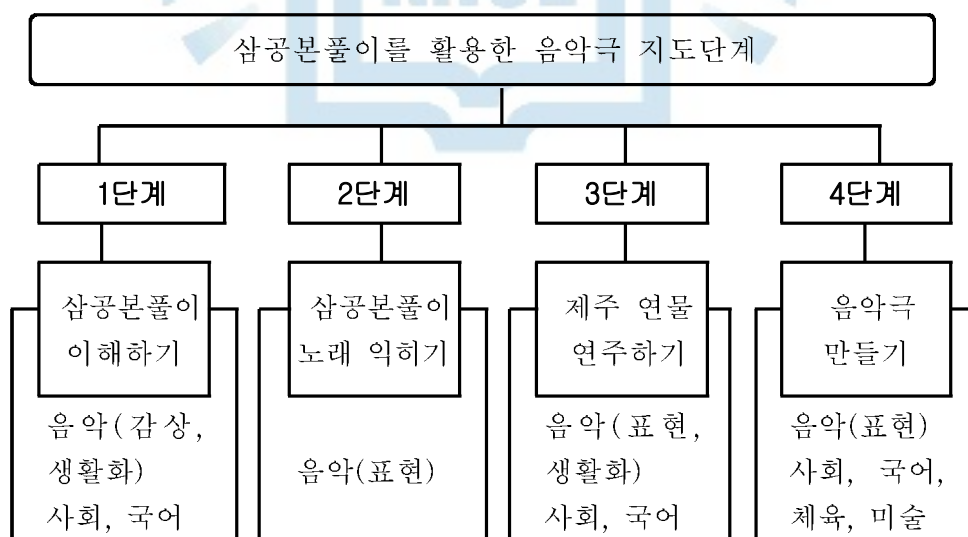 삼공본풀이를 활용한 음악극 지도단계
1단계
2단계
3단계
4단계
삼공본풀이
이해하기
삼공본풀이
노래 익히기
제주 연물
연주하기
음악극
만들기
음악(감상,
생활화)
사회, 국어
음악(표현)
음악(표현,
생활화)
사회, 국어
음악(표현)
사회, 국어,
체육, 미술